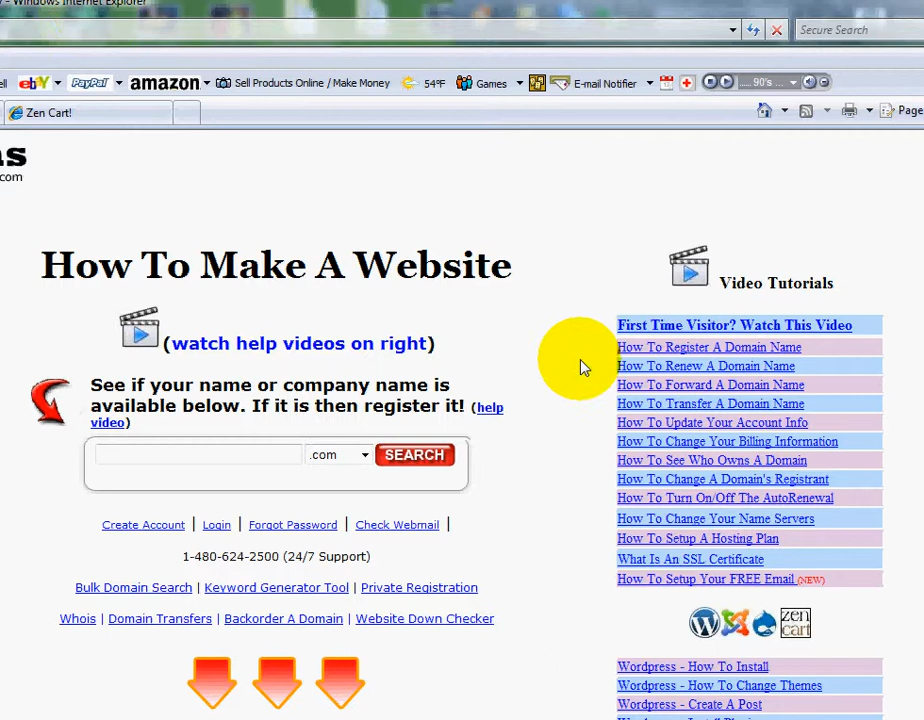 - Windows Internet Explorer
Secure Search
ell ebY PayPal amazon Sell Products Online / Make Money 54°F Games E-mail Notifier ..... 90's ...
Zen Cart!
Page
as
com
How To Make A Website
(watch help videos on right)
See if your name or company name is
available below. If it is then register it! (help
video)
.com SEARCH
Create Account | Login | Forgot Password | Check Webmail |
1-480-624-2500 (24/7 Support)
Bulk Domain Search | Keyword Generator Tool | Private Registration
Whois | Domain Transfers | Backorder A Domain | Website Down Checker
Video Tutorials
First Time Visitor? Watch This Video
How To Register A Domain Name
How To Renew A Domain Name
How To Forward A Domain Name
How To Transfer A Domain Name
How To Update Your Account Info
How To Change Your Billing Information
How To See Who Owns A Domain
How To Change A Domain's Registrant
How To Turn On/Off The AutoRenewal
How To Change Your Name Servers
How To Setup A Hosting Plan
What Is An SSL Certificate
How To Setup Your FREE Email (NEW)
zen
cart
Wordpress - How To Install
Wordpress - How To Change Themes
Wordpress - Create A Post